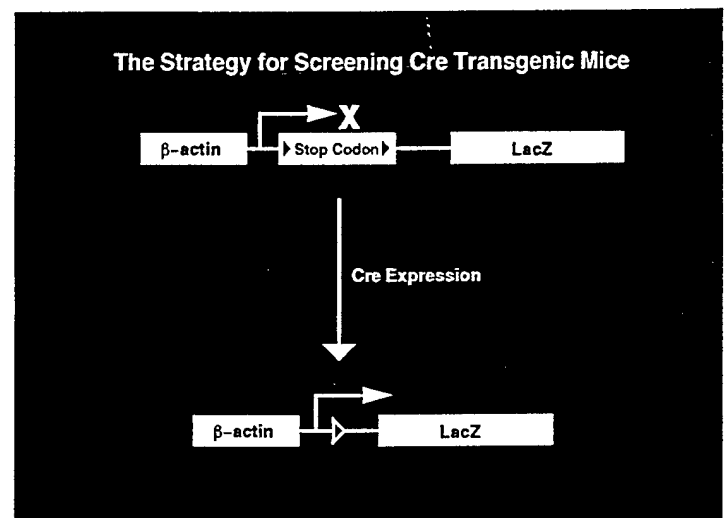 The Strategy for Screening Cre Transgenic Mice
X
β-actin Stop Codon LacZ
Cre Expression
β-actin LacZ